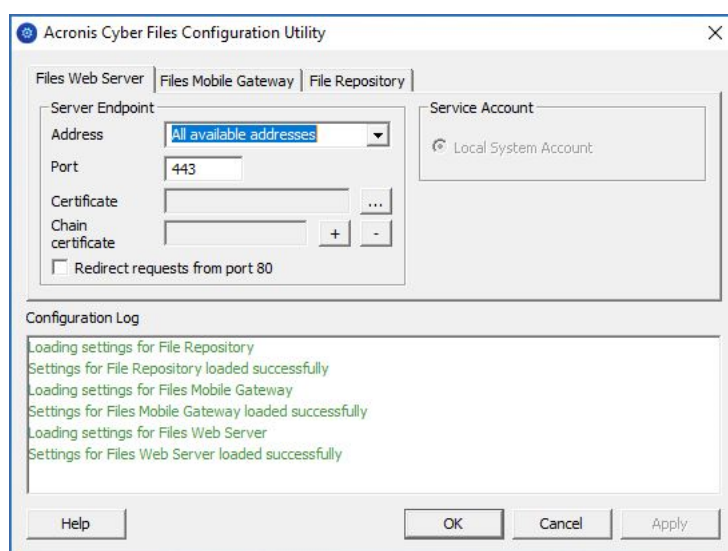 Acronis Cyber Files Configuration Utility
Files Web Server
Files Mobile Gateway
File Repository
Server Endpoint
Address
All available addresses
Port
443
Certificate
...
Chain
certificate
+
-
Redirect requests from port 80
Service Account
Local System Account
Configuration Log
Loading settings for File Repository
Settings for File Repository loaded successfully
Loading settings for Files Mobile Gateway
Settings for Files Mobile Gateway loaded successfully
Loading settings for Files Web Server
Settings for Files Web Server loaded successfully
Help
OK
Cancel
Apply